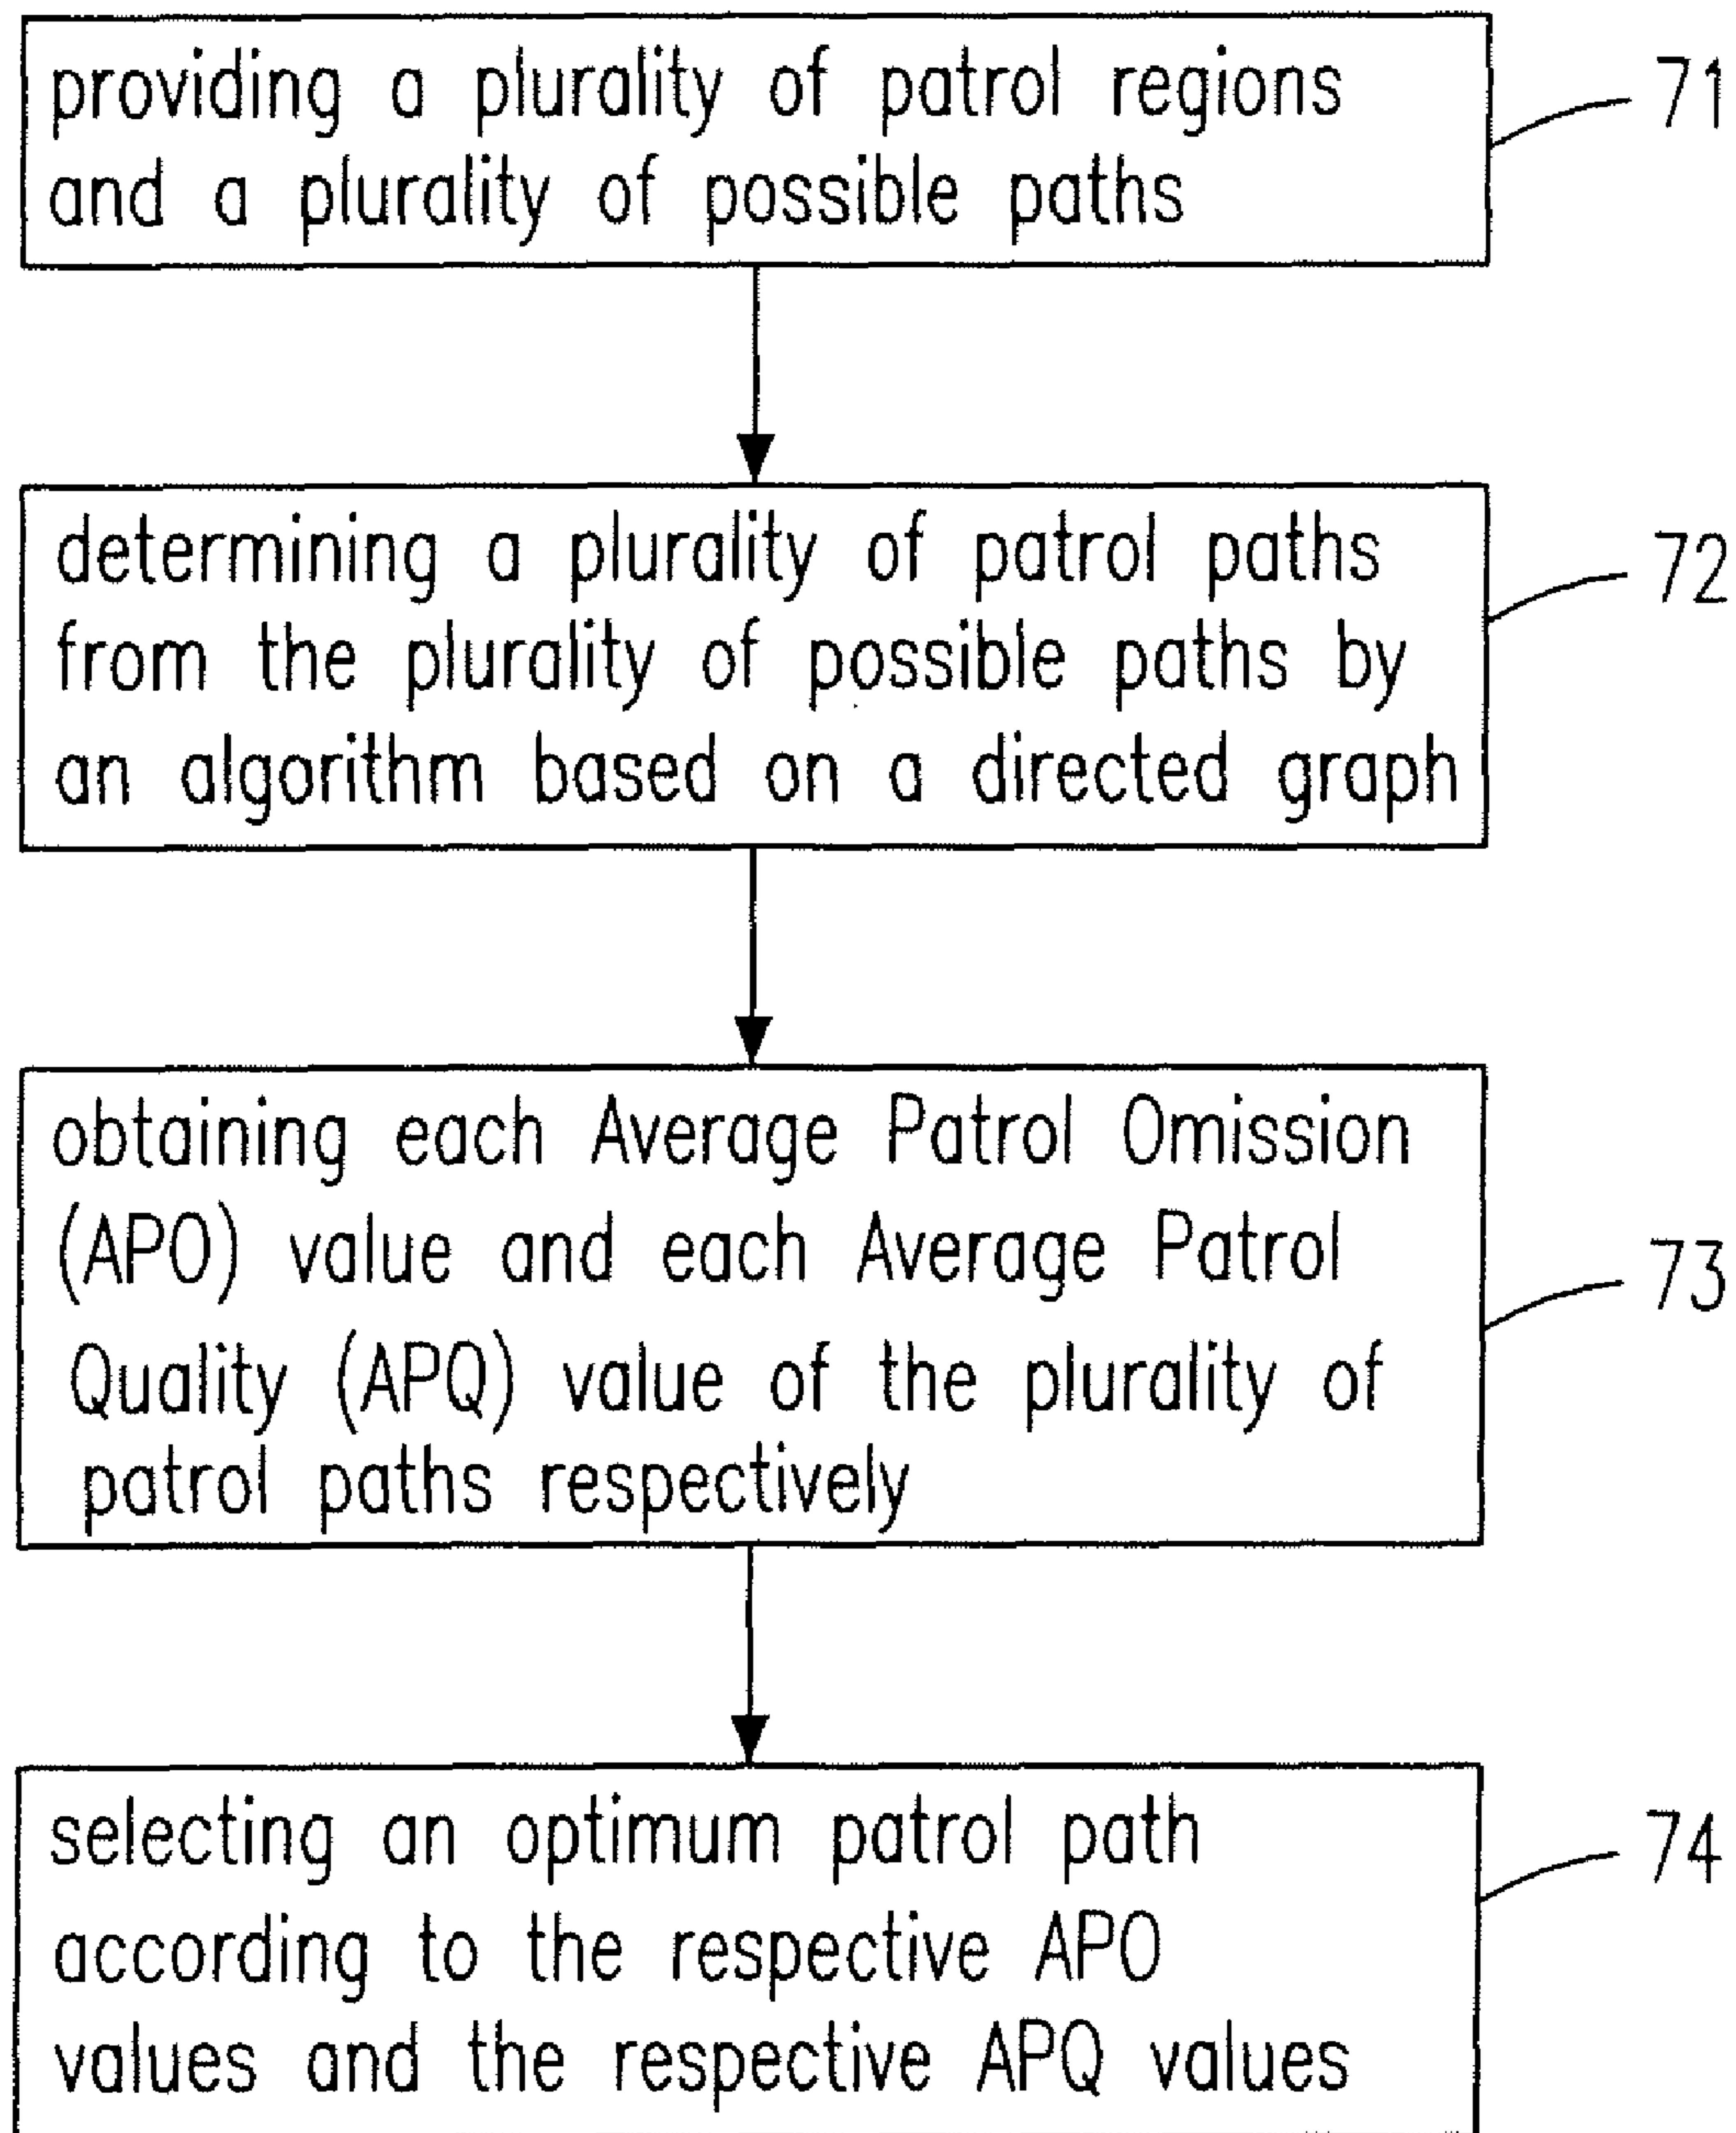 providing a plurality of patrol regions
and a plurality of possible paths
71
determining a plurality of patrol paths
from the plurality of possible paths by
an algorithm based on a directed graph
72
obtaining each Average Patrol Omission
(APO) value and each Average Patrol
Quality (APQ) value of the plurality of
patrol paths respectively
73
selecting an optimum patrol path
according to the respective APO
values and the respective APQ values
74